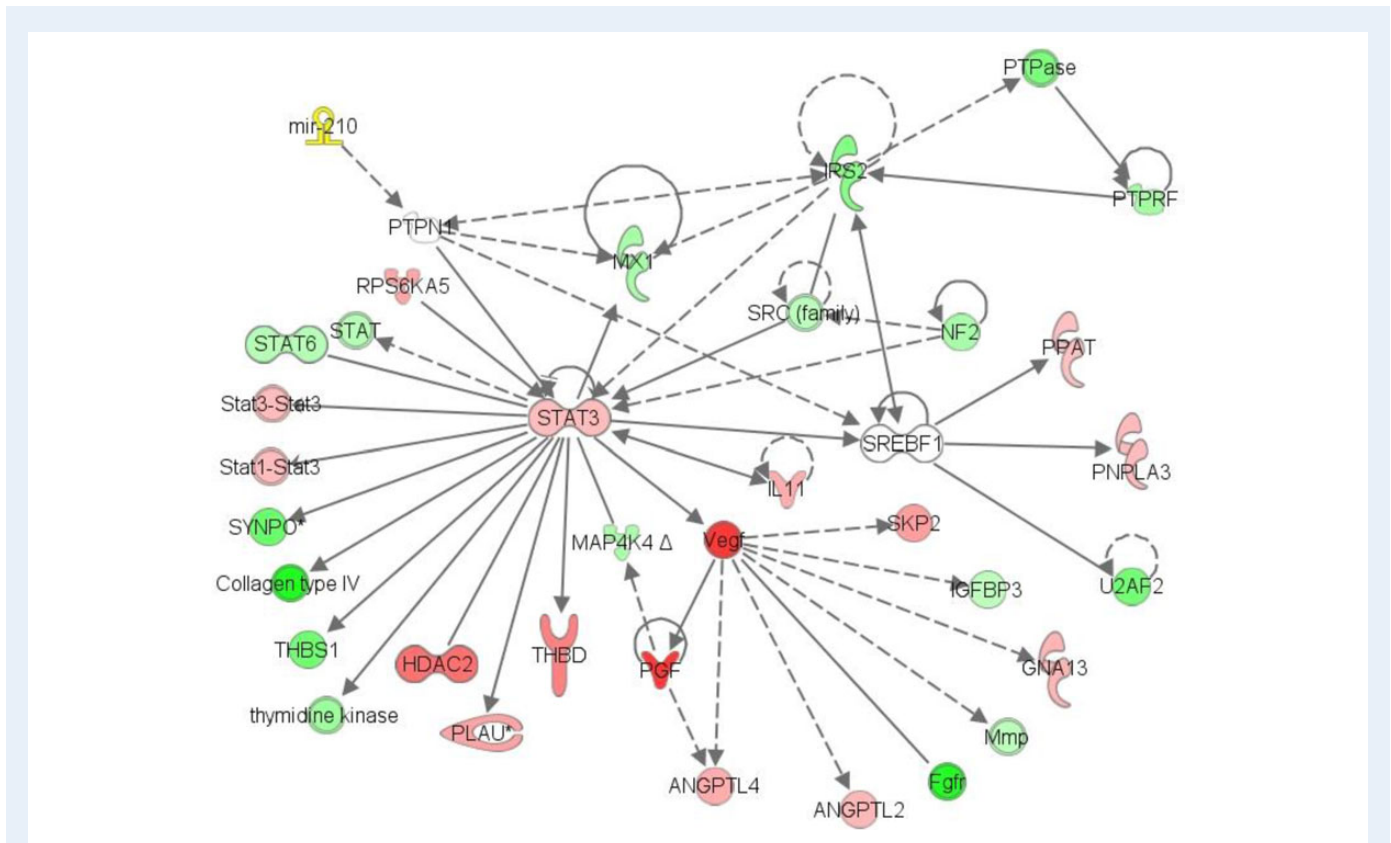 PTPase
mir-210
IRS2
PTPRF
PTPN1
MX1
RPS6KA5
SRC (family)
NF2
STAT
STAT6
PPAT
Stat3-Stat3
STAT3
SREBF1
PNPLA3
Stat1-Stat3
IL11
SYNPO*
MAP4K4 Δ
Vegf
SKP2
Collagen type IV
IGFBP3
U2AF2
THBS1
HDAC2
THBD
PGF
GNA13
thymidine kinase
PLAU*
Mmp
ANGPTL4
Fgfr
ANGPTL2